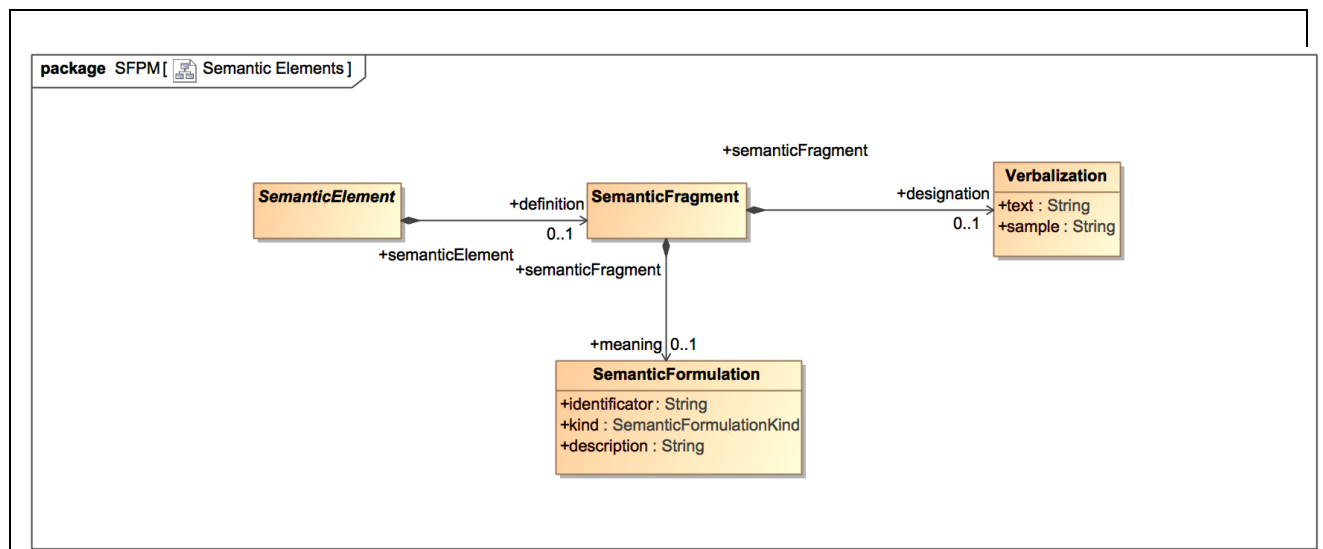 package SFPM[ Semantic Elements ]
+semanticFragment
Verbalization
SemanticElement
SemanticFragment
+designation
+definition
+text : String
0..1
0..1
+sample : String
+semanticElement
+semanticFragment
+meaning 0..1
SemanticFormulation
+identificator : String
+kind : SemanticFormulationKind
+description : String